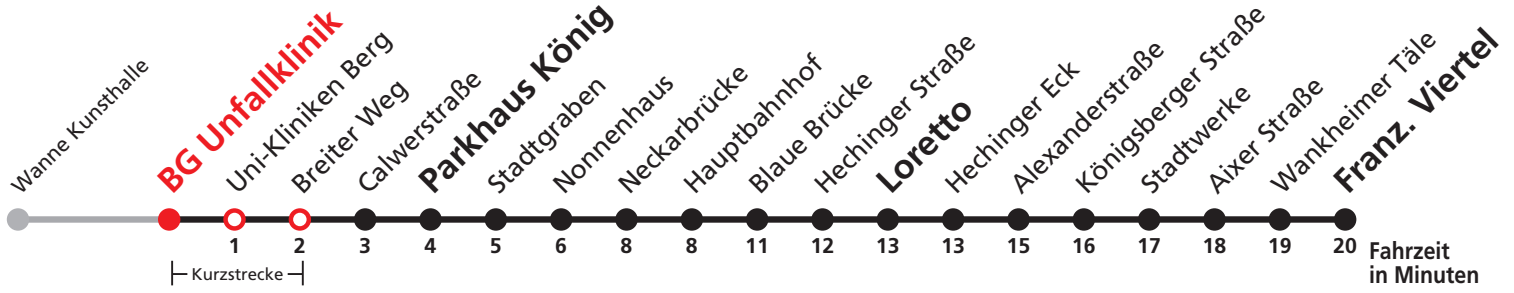 Wanne Kunsthalle
BG Unfallklinik
Uni-Kliniken Berg
Breiter Weg
Calwerstraße
Parkhaus König
Stadtgraben
Nonnenhaus
Neckarbrücke
Hauptbahnhof
Blaue Brücke
Hechinger Straße
Loretto
Hechinger Eck
Alexanderstraße
Königsberger Straße
Stadtwerke
Aixer Straße
Wankheimer Täle
Franz. Viertel
1 2 3 4 5 6 8 8 11 12 13 13 15 16 17 18 19 20
Fahrzeit
in Minuten
Kurzstrecke